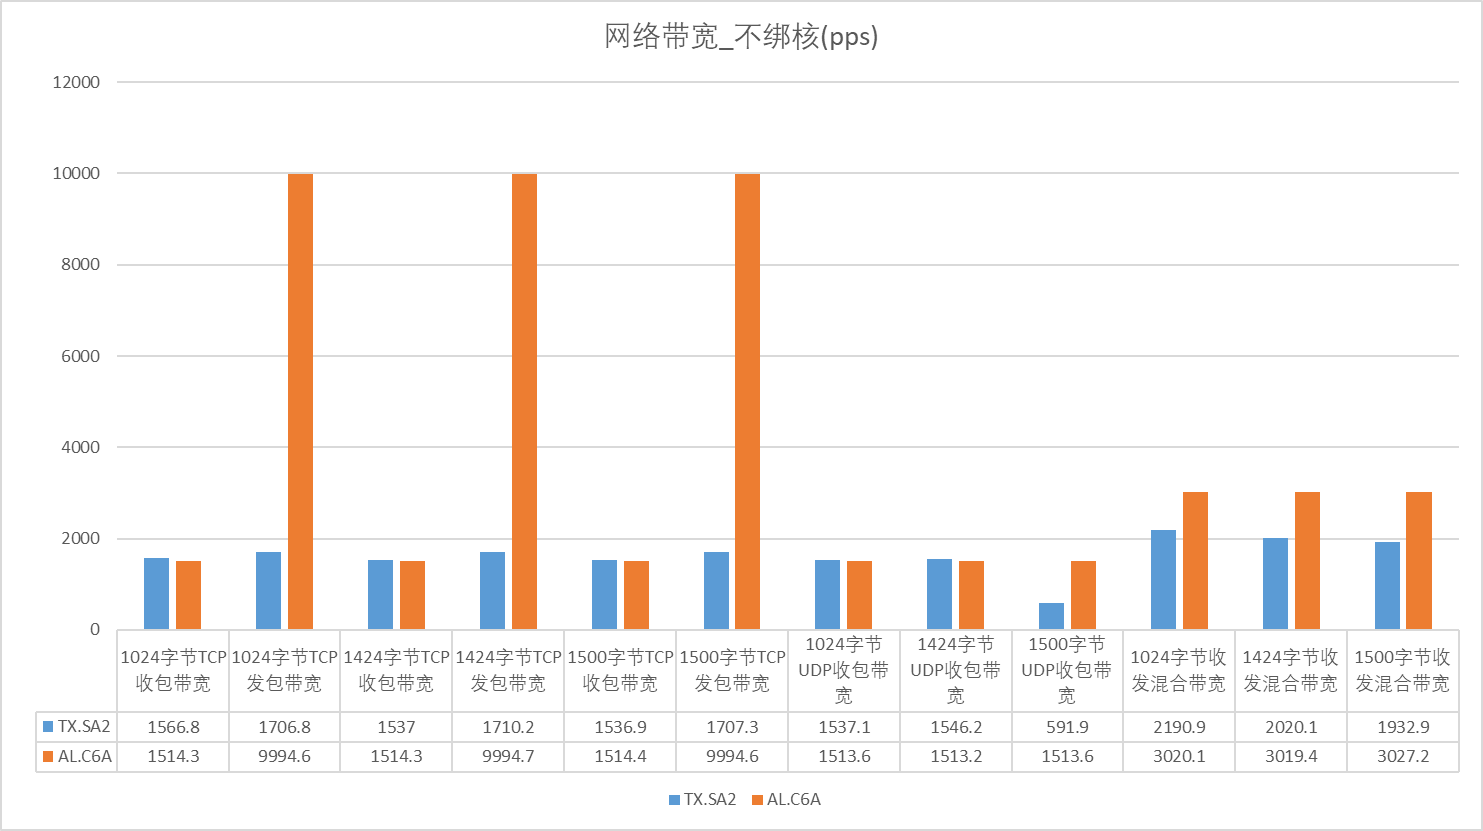 网络带宽_不绑核(pps)
12000
10000
8000
6000
4000
2000
0
1024字节TCP 1024字节TCP 1424字节TCP 1424字节TCP 1500字节TCP 1500字节TCP 1024字节 1424字节 1500字节 1024字节收 1424字节收 1500字节收
收包带宽 发包带宽 收包带宽 发包带宽 收包带宽 发包带宽 UDP收包带 UDP收包带 UDP收包带 发混合带宽 发混合带宽 发混合带宽
宽 宽 宽
TX.SA2 1566.8 1706.8 1537 1710.2 1536.9 1707.3 1537.1 1546.2 591.9 2190.9 2020.1 1932.9
AL.C6A 1514.3 9994.6 1514.3 9994.7 1514.4 9994.6 1513.6 1513.2 1513.6 3020.1 3019.4 3027.2
TX.SA2 AL.C6A